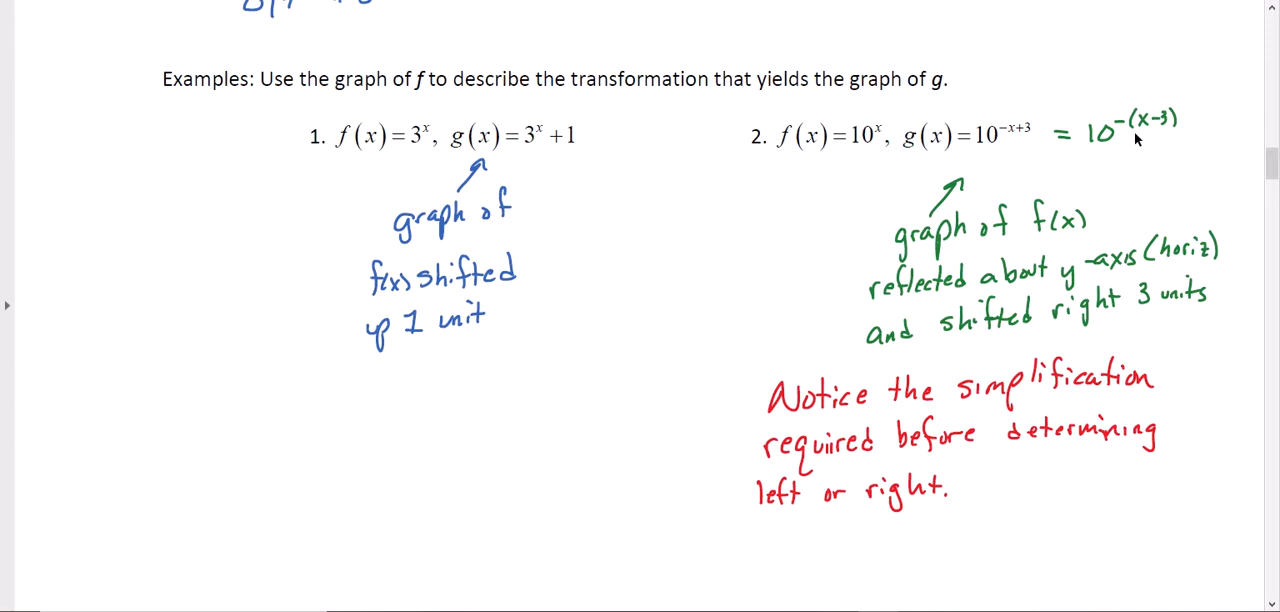 Examples: Use the graph of f to describe the transformation that yields the graph of g.
1. f(x) = 3^x, g(x) = 3^x + 1
graph of
f(x) shifted
up 1 unit
2. f(x) = 10^x, g(x) = 10^(-x+3) = 10^-(x-3)
graph of f(x)
reflected about y-axis (horiz)
and shifted right 3 units
Notice the simplification
required before determining
left or right.